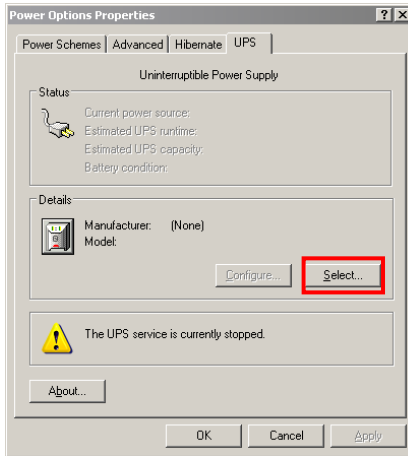 Power Options Properties
Power Schemes Advanced Hibernate UPS
Uninterruptible Power Supply
Status
Current power source:
Estimated UPS runtime:
Estimated UPS capacity:
Battery condition:
Details
Manufacturer: (None)
Model:
Configure... Select...
The UPS service is currently stopped.
About...
OK Cancel Apply